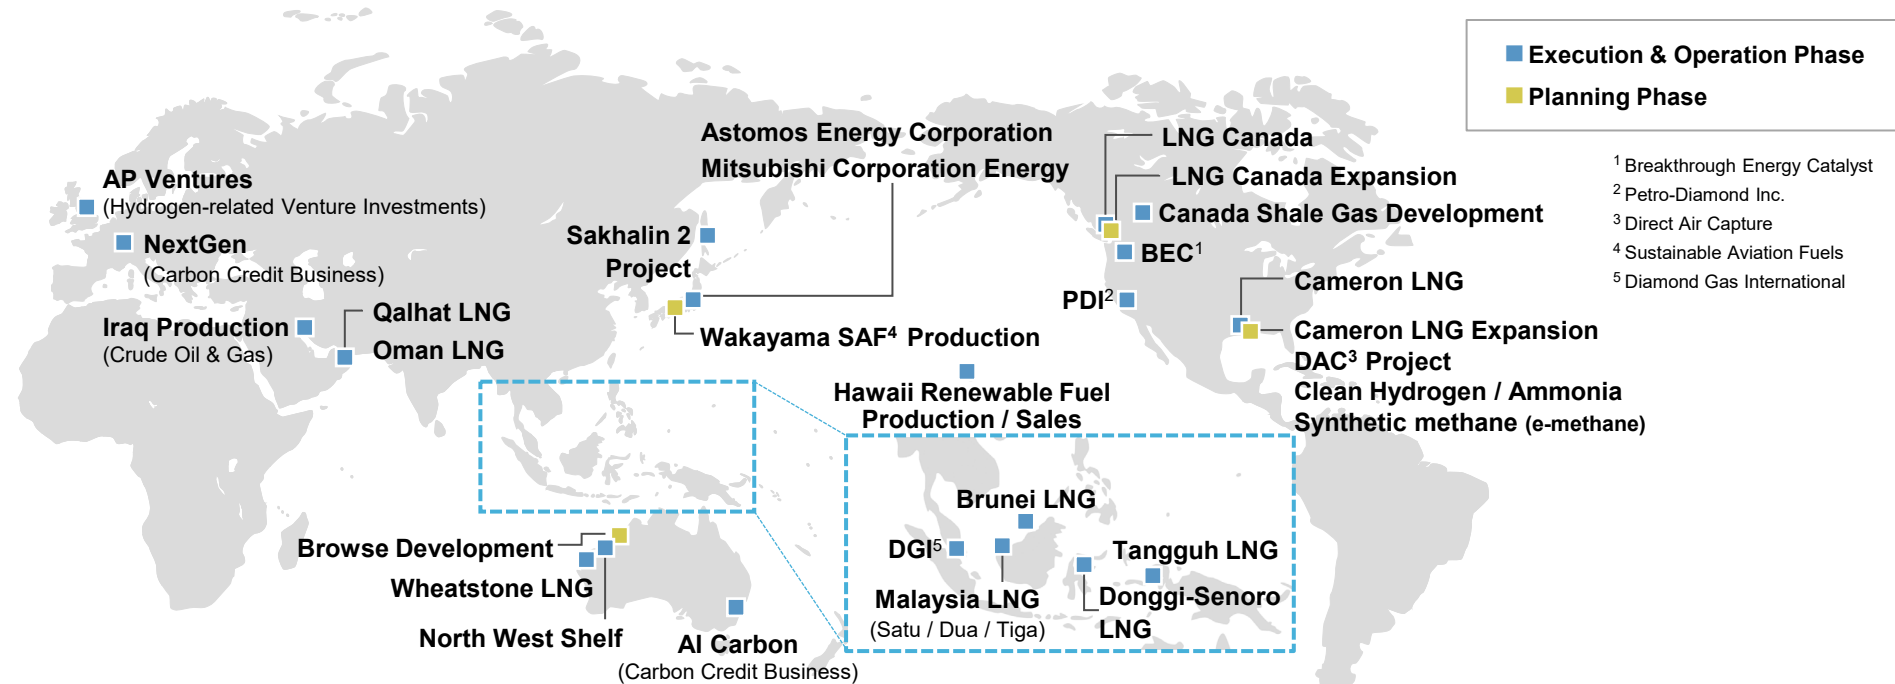 Execution & Operation Phase
Planning Phase
1 Breakthrough Energy Catalyst
2 Petro-Diamond Inc.
3 Direct Air Capture
4 Sustainable Aviation Fuels
5 Diamond Gas International
AP Ventures
(Hydrogen-related Venture Investments)
NextGen
(Carbon Credit Business)
Iraq Production
(Crude Oil & Gas)
Qalhat LNG
Oman LNG
Astomos Energy Corporation
Mitsubishi Corporation Energy
Sakhalin 2
Project
Wakayama SAF4 Production
Hawaii Renewable Fuel
Production / Sales
LNG Canada
LNG Canada Expansion
Canada Shale Gas Development
BEC1
PDI2
Cameron LNG
Cameron LNG Expansion
DAC3 Project
Clean Hydrogen / Ammonia
Synthetic methane (e-methane)
Browse Development
Wheatstone LNG
North West Shelf
AI Carbon
(Carbon Credit Business)
Brunei LNG
DGI5
Malaysia LNG
(Satu / Dua / Tiga)
Tangguh LNG
Donggi-Senoro
LNG